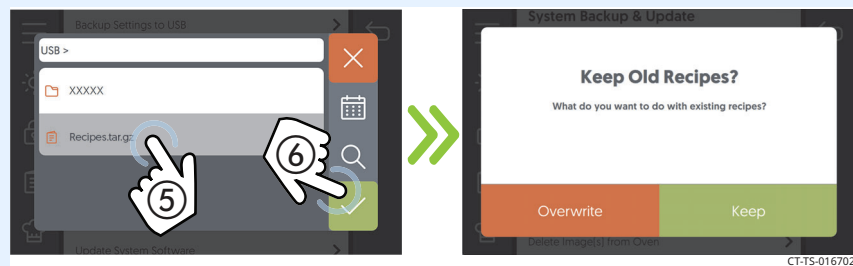 Backup Settings to USB
USB >
XXXXX
Recipes.tar.gz
5
6
Update System Software
System Backup & Update
Keep Old Recipes?
What do you want to do with existing recipes?
Overwrite
Keep
Delete Image(s) from Oven
CT-TS-016702